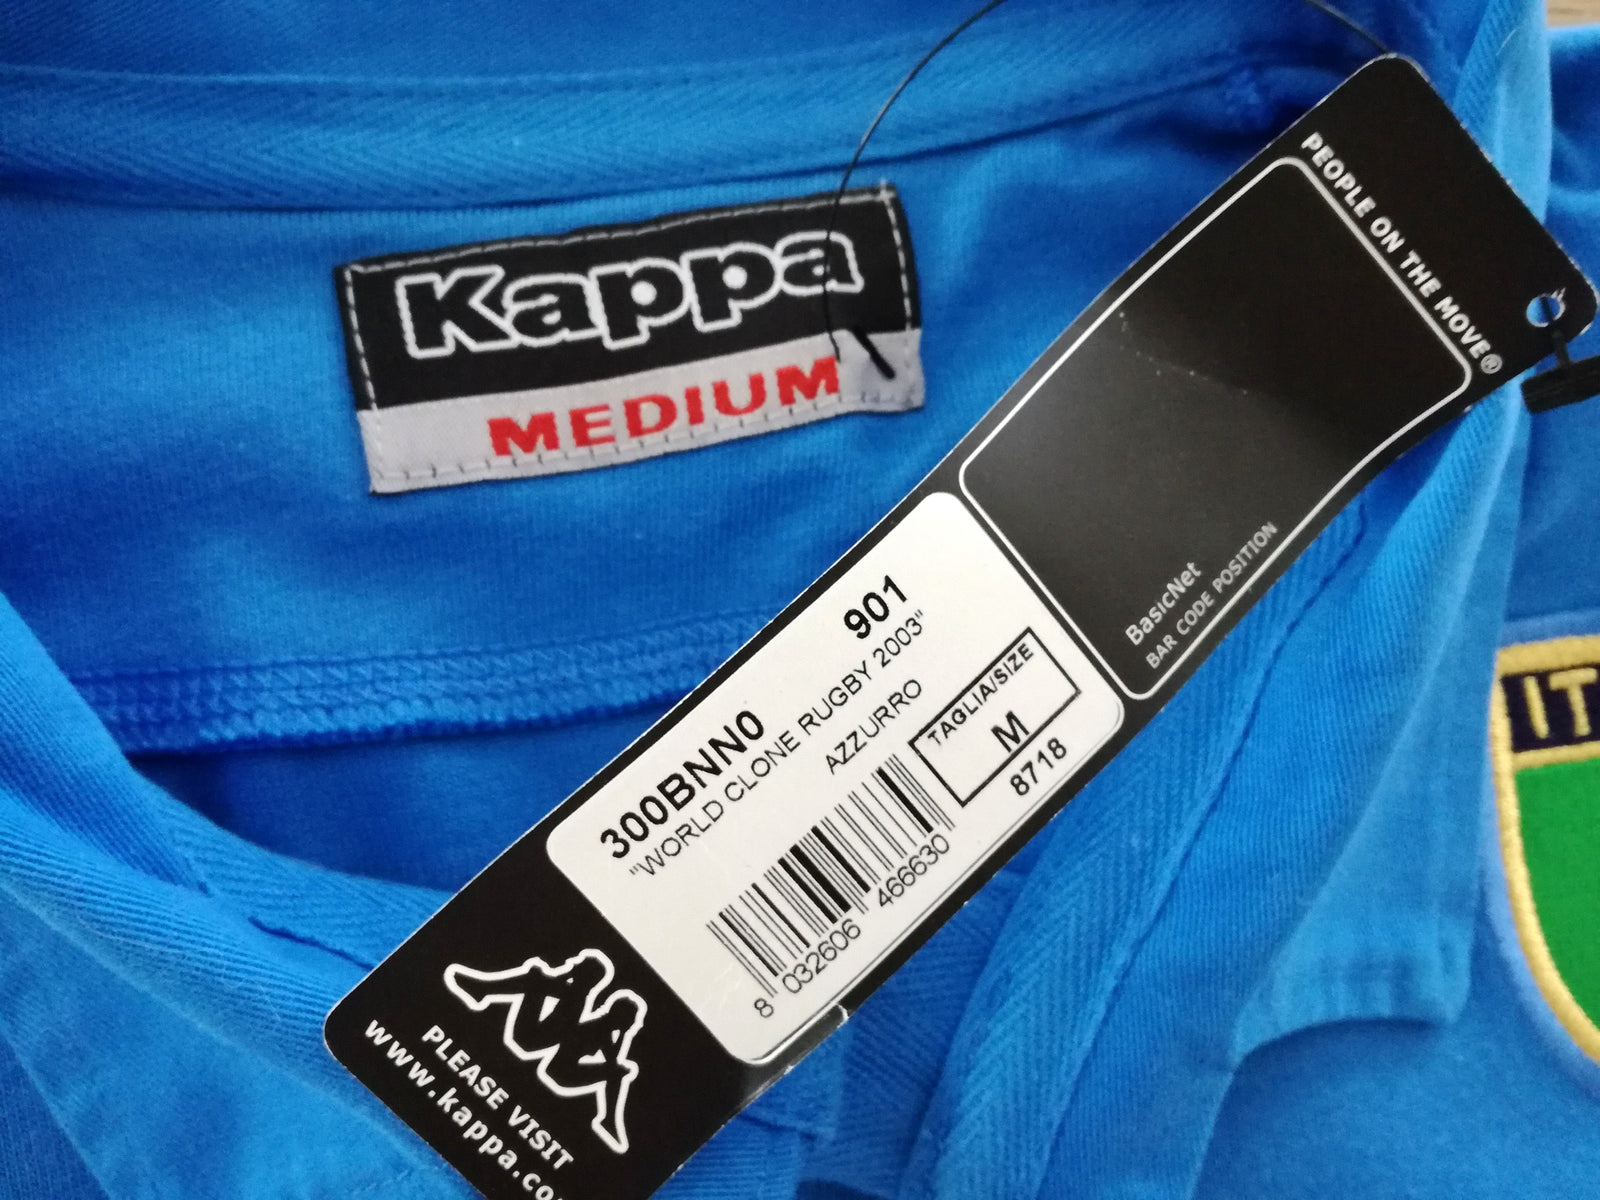 Kappa
MEDIUM
PEOPLE ON THE MOVE®
BasicNet
BAR CODE POSITION
300BNN0 901
"WORLD CLONE RUGBY 2003"
AZZURRO
TAGLIA/SIZE
M
8718
8 032606 466630
PLEASE VISIT
www.kappa.co
IT